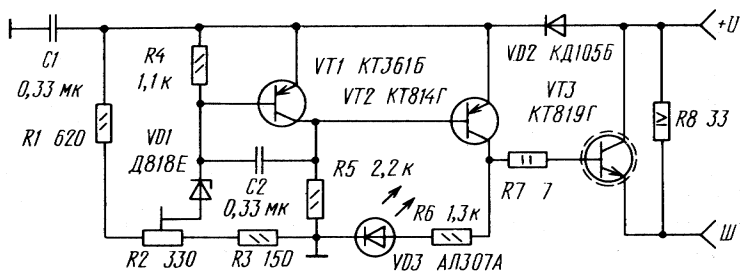 C1
0,33 мк
R4
1,1 к
R1 620
VD1
Д818Е
VT1 КТ361Б
VT2 КТ814Г
VD2 КД105Б
VT3
КТ819Г
+U
R8 33
C2
0,33 мк
R5 2,2 к
R7 7
R6 1,3 к
R2 330
R3 150
VD3 АЛ307А
Ш